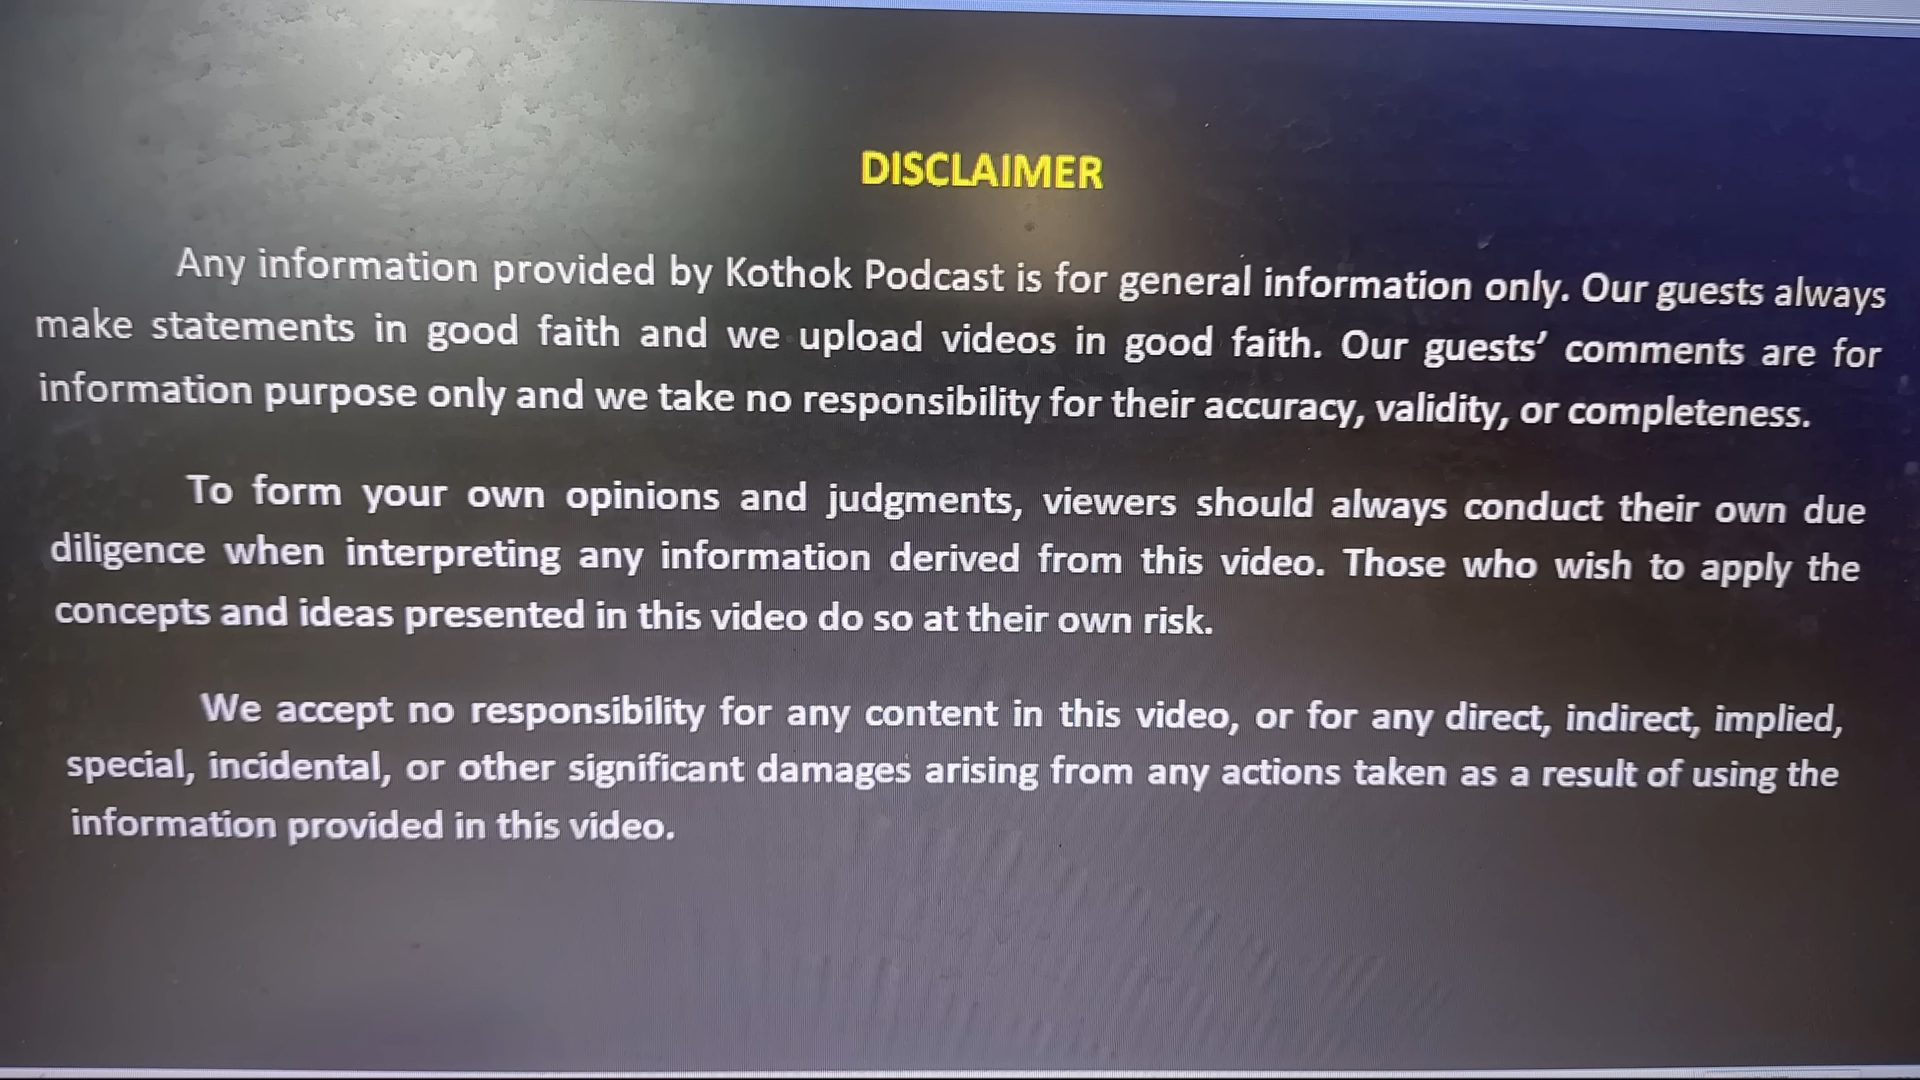 DISCLAIMER
Any information provided by Kothok Podcast is for general information only. Our guests always
make statements in good faith and we upload videos in good faith. Our guests’ comments are for
information purpose only and we take no responsibility for their accuracy, validity, or completeness.
To form your own opinions and judgments, viewers should always conduct their own due
diligence when interpreting any information derived from this video. Those who wish to apply the
concepts and ideas presented in this video do so at their own risk.
We accept no responsibility for any content in this video, or for any direct, indirect, implied,
special, incidental, or other significant damages arising from any actions taken as a result of using the
information provided in this video.